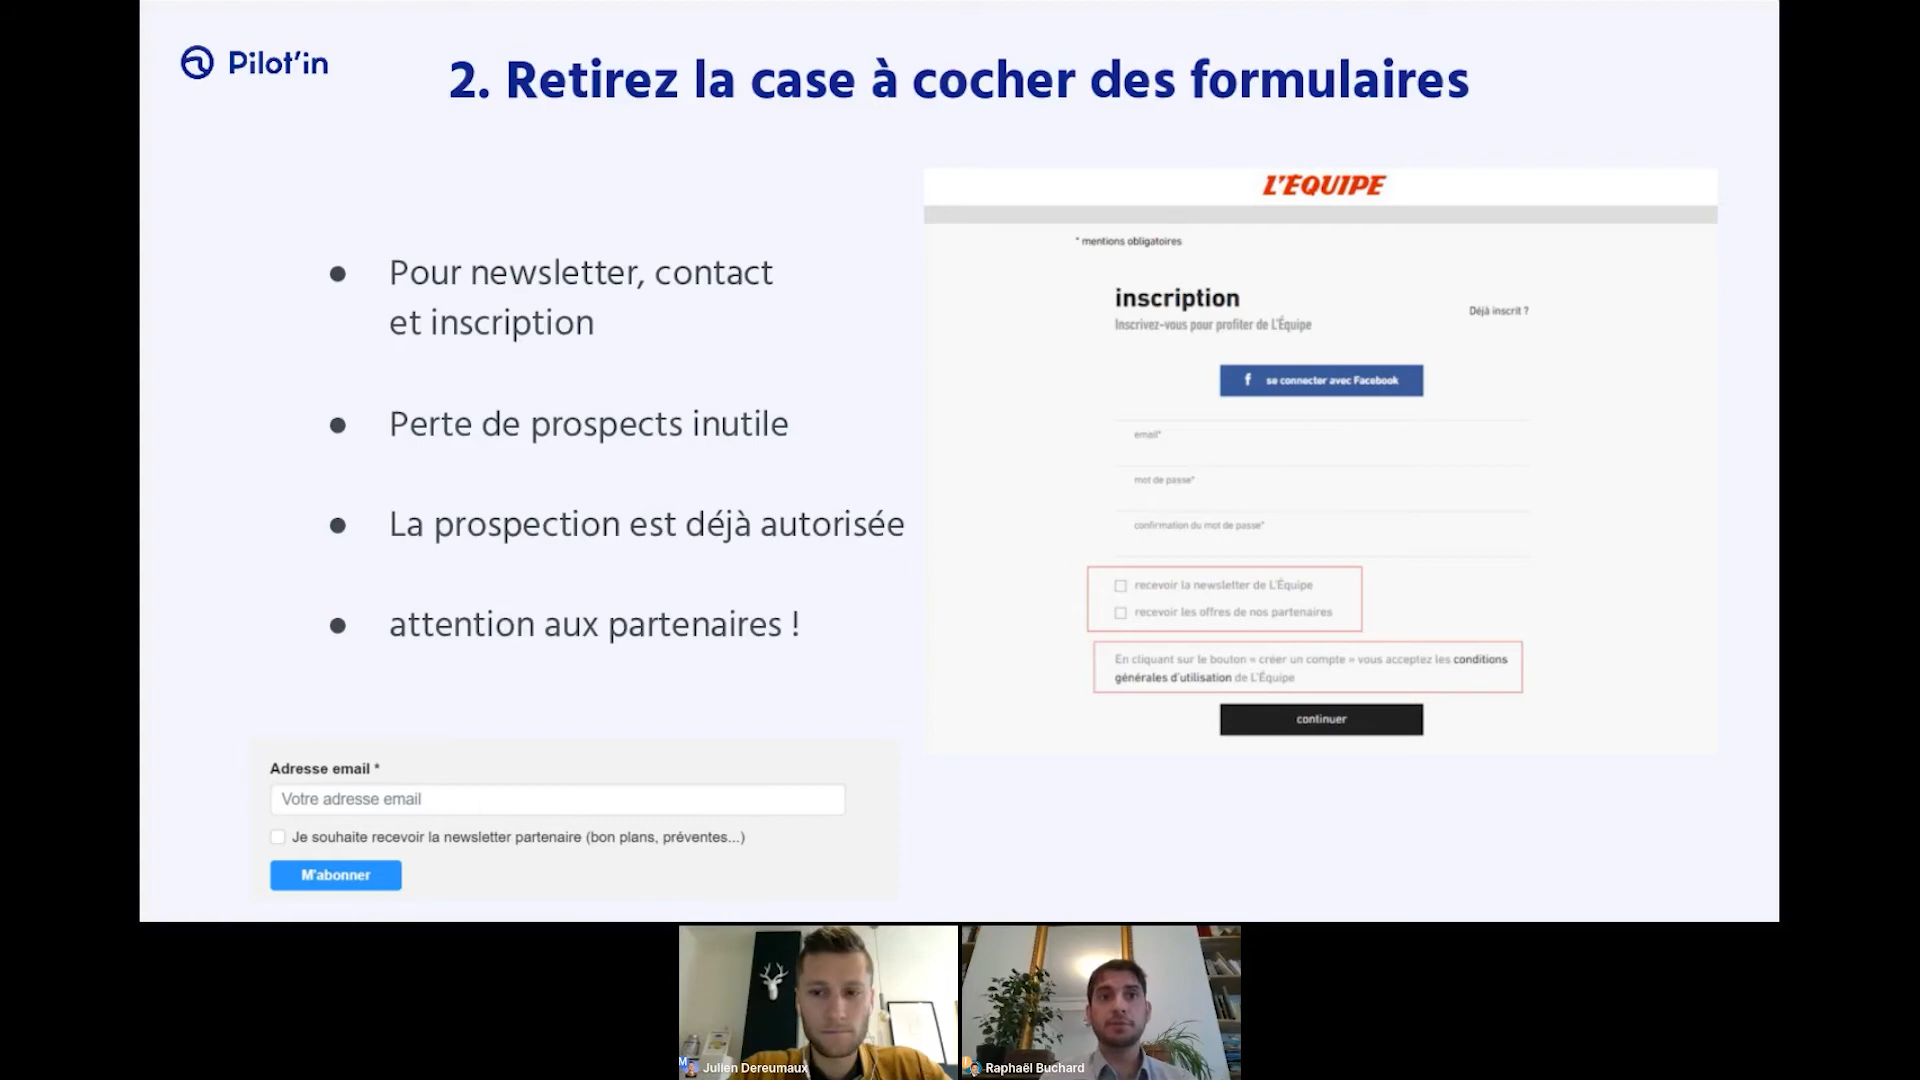 Pilot'in
2. Retirez la case à cocher des formulaires
● Pour newsletter, contact
et inscription
● Perte de prospects inutile
● La prospection est déjà autorisée
● attention aux partenaires !
L'ÉQUIPE
* mentions obligatoires
inscription
Déjà inscrit ?
Inscrivez-vous pour profiter de L'Équipe
f se connecter avec Facebook
email*
mot de passe*
confirmation du mot de passe*
recevoir la newsletter de L'Équipe
recevoir les offres de nos partenaires
En cliquant sur le bouton « créer un compte » vous acceptez les conditions
générales d'utilisation de L'Équipe
continuer
Adresse email *
Votre adresse email
Je souhaite recevoir la newsletter partenaire (bon plans, préventes...)
M'abonner
Julien Dereumaux
Raphaël Buchard